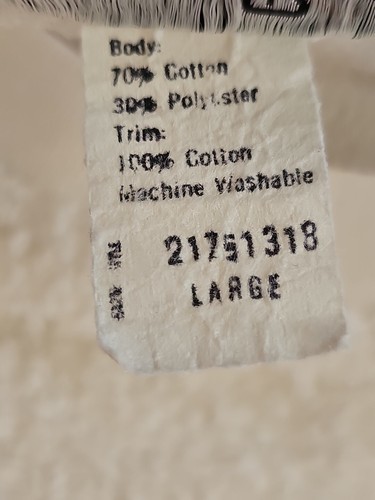 Body:
70% Cotton
30% Polyester
Trim:
100% Cotton
Machine Washable
21751318
LARGE